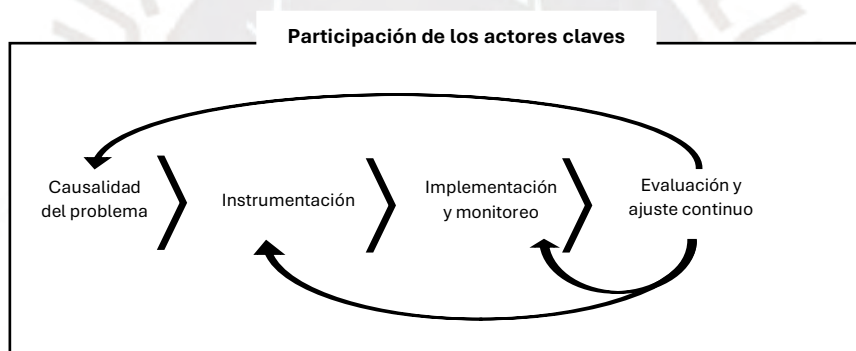 Participación de los actores claves
Causalidad
del problema
Instrumentación
Implementación
y monitoreo
Evaluación y
ajuste continuo